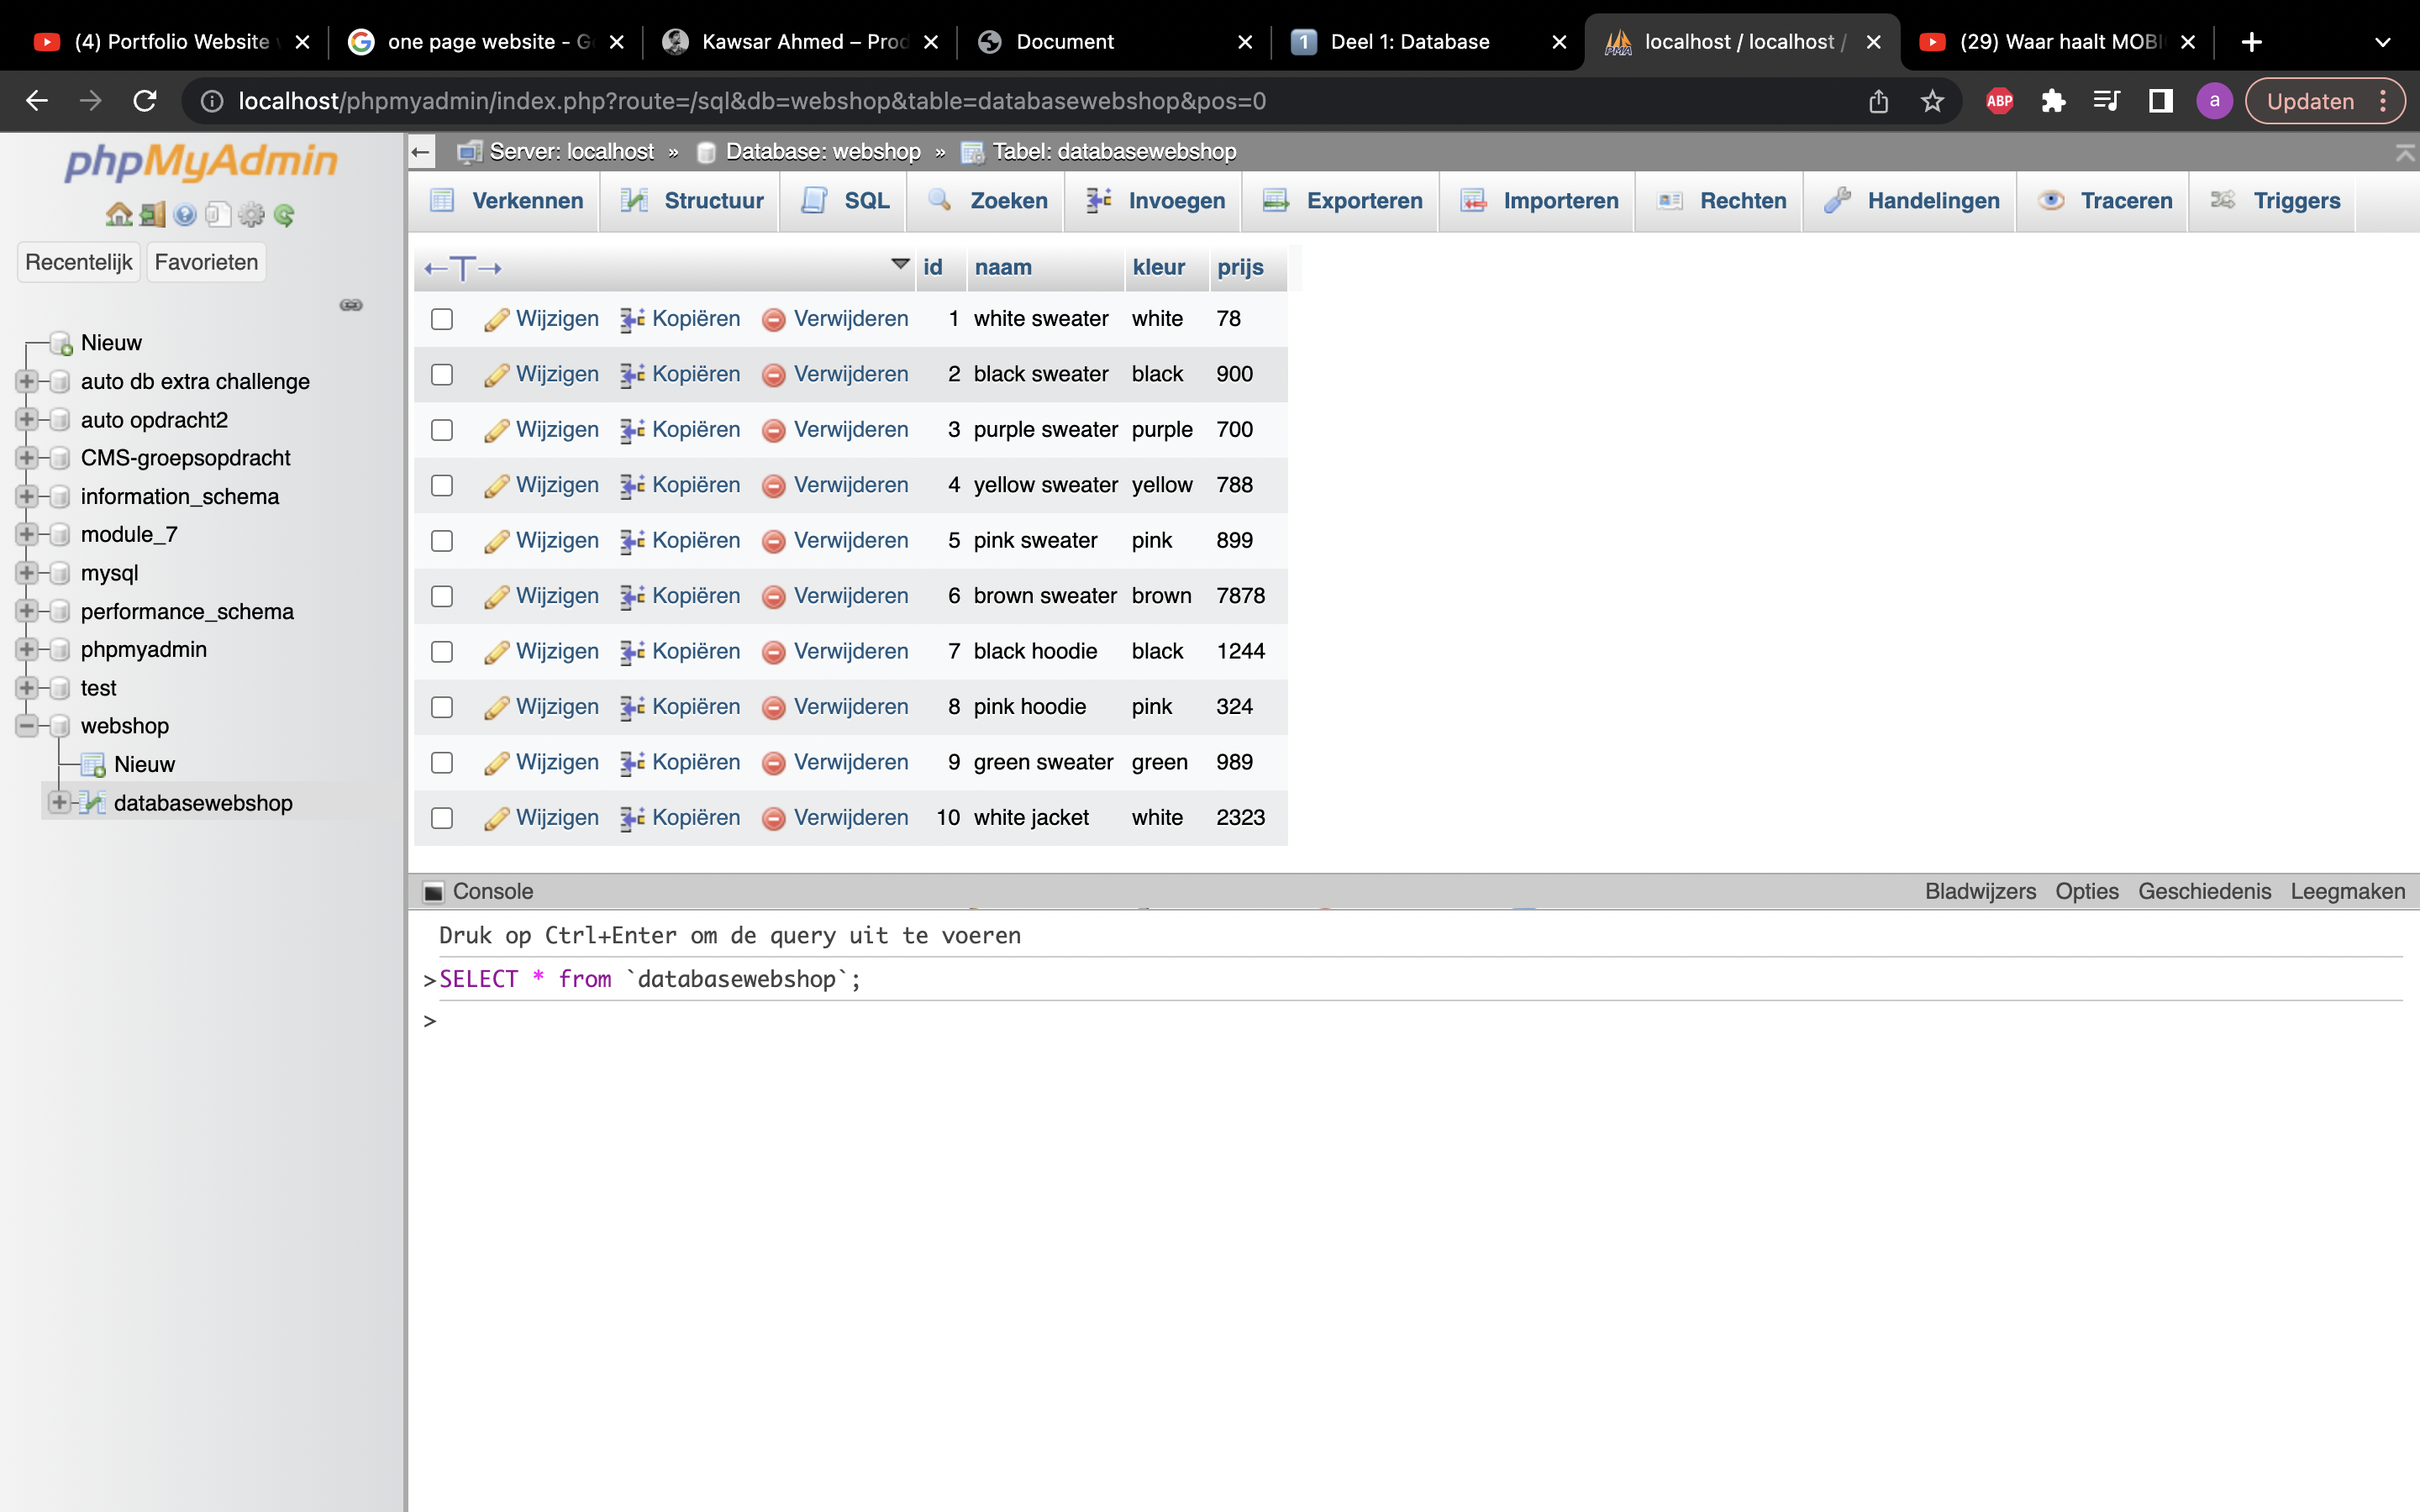 (4) Portfolio Website
one page website - G
Kawsar Ahmed – Prod
Document
1 Deel 1: Database
PMA localhost / localhost /
(29) Waar haalt MOBI
localhost/phpmyadmin/index.php?route=/sql&db=webshop&table=databasewebshop&pos=0
ABP
a
Updaten
phpMyAdmin
Recentelijk Favorieten
Nieuw
auto db extra challenge
auto opdracht2
CMS-groepsopdracht
information_schema
module_7
mysql
performance_schema
phpmyadmin
test
webshop
Nieuw
databasewebshop
Server: localhost » Database: webshop » Tabel: databasewebshop
Verkennen Structuur SQL Zoeken Invoegen Exporteren Importeren Rechten Handelingen Traceren Triggers
←T→ id naam kleur prijs
Wijzigen Kopiëren Verwijderen 1 white sweater white 78
Wijzigen Kopiëren Verwijderen 2 black sweater black 900
Wijzigen Kopiëren Verwijderen 3 purple sweater purple 700
Wijzigen Kopiëren Verwijderen 4 yellow sweater yellow 788
Wijzigen Kopiëren Verwijderen 5 pink sweater pink 899
Wijzigen Kopiëren Verwijderen 6 brown sweater brown 7878
Wijzigen Kopiëren Verwijderen 7 black hoodie black 1244
Wijzigen Kopiëren Verwijderen 8 pink hoodie pink 324
Wijzigen Kopiëren Verwijderen 9 green sweater green 989
Wijzigen Kopiëren Verwijderen 10 white jacket white 2323
Console Bladwijzers Opties Geschiedenis Leegmaken
Druk op Ctrl+Enter om de query uit te voeren
>SELECT * from `databasewebshop`;
>